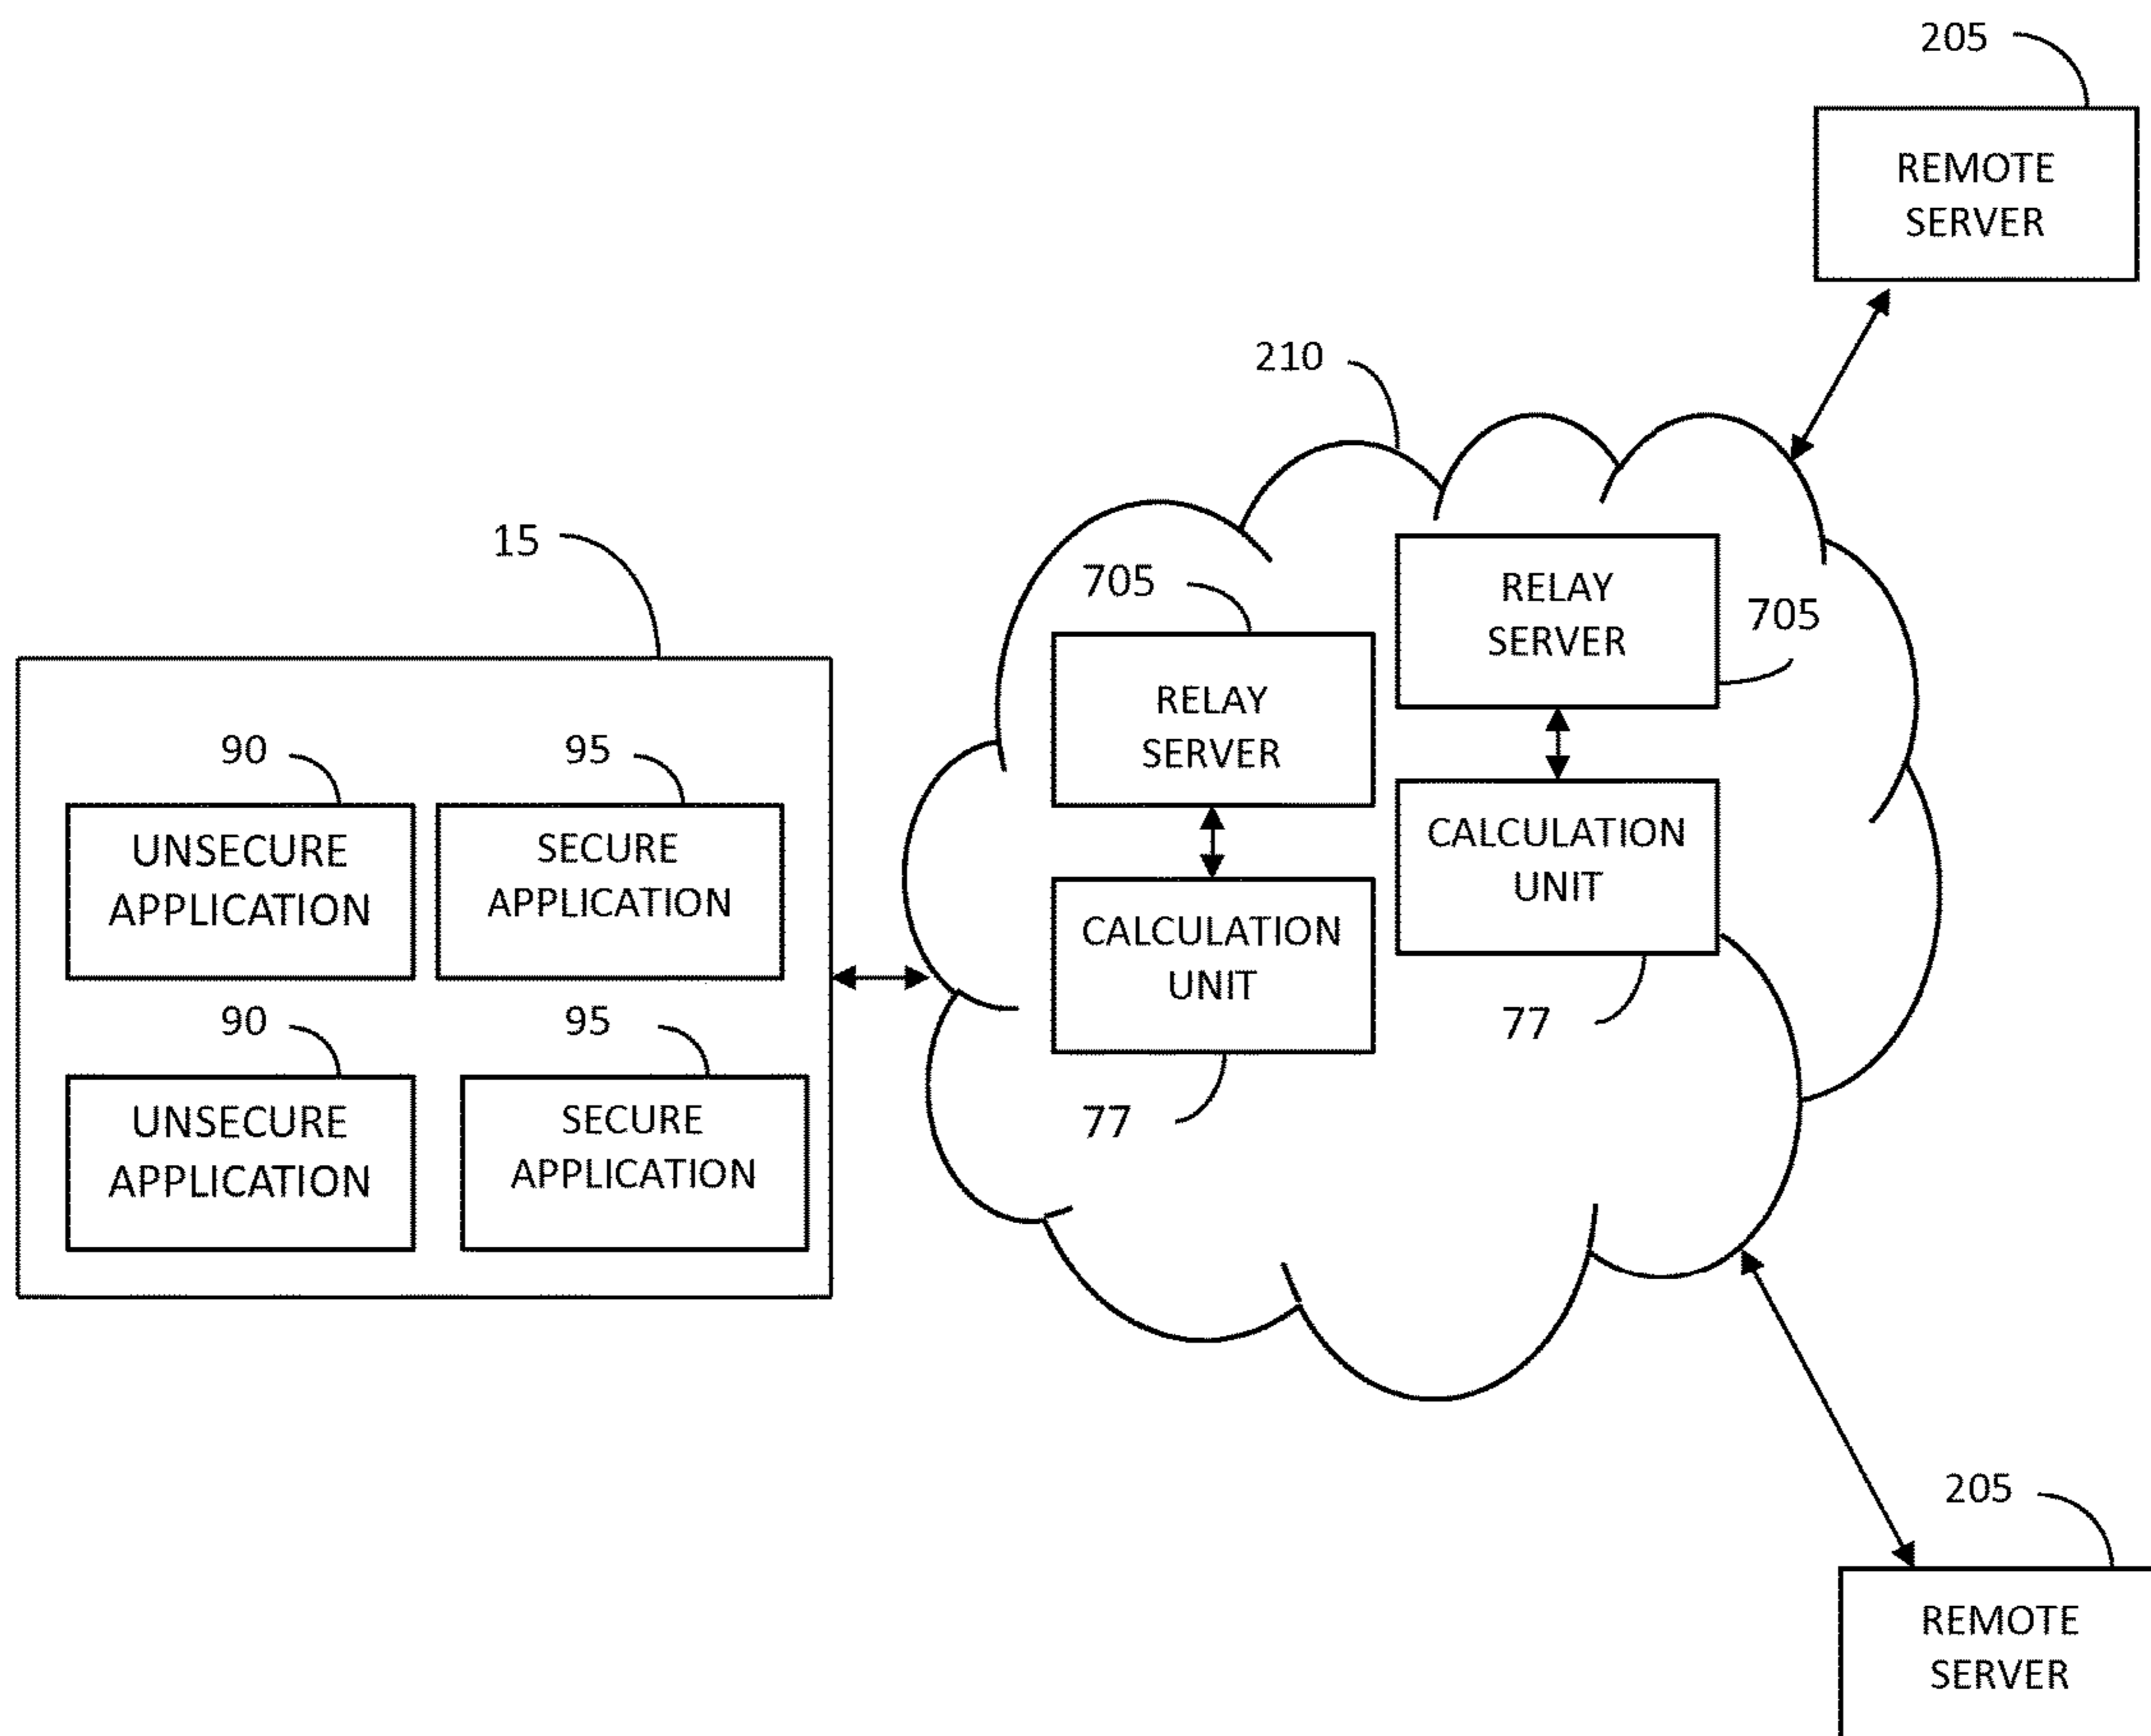 205
REMOTE
SERVER
210
15
705
RELAY
SERVER
705
RELAY
SERVER
90
95
UNSECURE
APPLICATION
SECURE
APPLICATION
CALCULATION
UNIT
CALCULATION
UNIT
90
95
77
77
UNSECURE
APPLICATION
SECURE
APPLICATION
205
REMOTE
SERVER